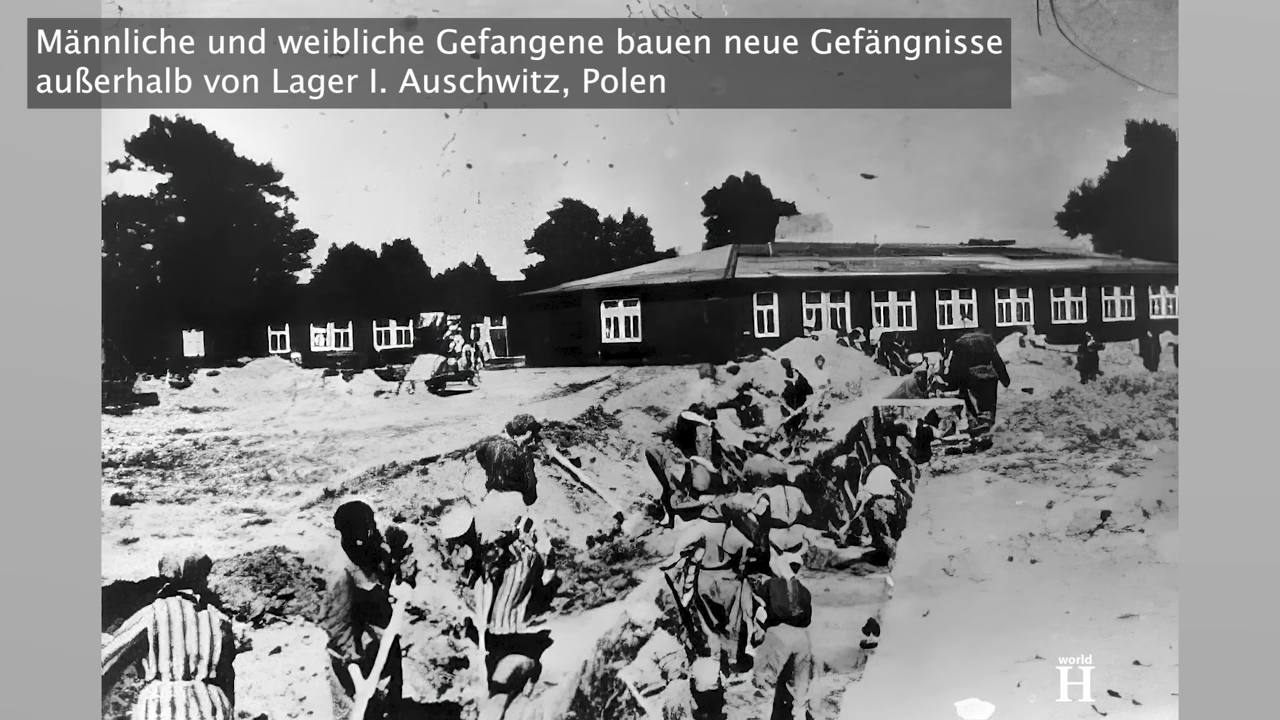 Männliche und weibliche Gefangene bauen neue Gefängnisse
außerhalb von Lager I. Auschwitz, Polen
world
H